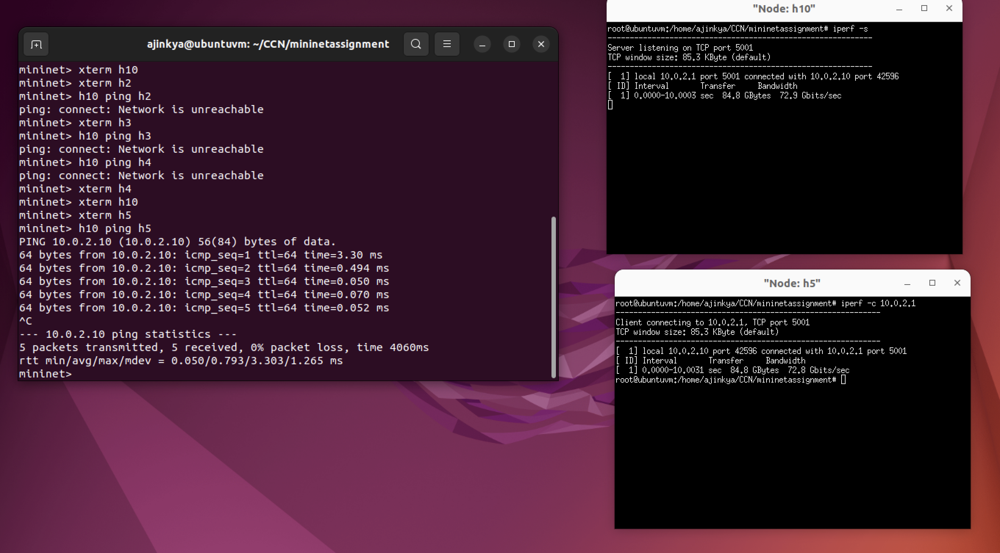 ajinkya@ubuntuvm: ~/CCN/mininetassignment
mininet> xterm h10
mininet> xterm h2
mininet> h10 ping h2
ping: connect: Network is unreachable
mininet> xterm h3
mininet> h10 ping h3
ping: connect: Network is unreachable
mininet> h10 ping h4
ping: connect: Network is unreachable
mininet> xterm h4
mininet> xterm h10
mininet> xterm h5
mininet> h10 ping h5
PING 10.0.2.10 (10.0.2.10) 56(84) bytes of data.
64 bytes from 10.0.2.10: icmp_seq=1 ttl=64 time=3.30 ms
64 bytes from 10.0.2.10: icmp_seq=2 ttl=64 time=0.494 ms
64 bytes from 10.0.2.10: icmp_seq=3 ttl=64 time=0.050 ms
64 bytes from 10.0.2.10: icmp_seq=4 ttl=64 time=0.070 ms
64 bytes from 10.0.2.10: icmp_seq=5 ttl=64 time=0.052 ms
^C
--- 10.0.2.10 ping statistics ---
5 packets transmitted, 5 received, 0% packet loss, time 4060ms
rtt min/avg/max/mdev = 0.050/0.793/3.303/1.265 ms
mininet>
"Node: h10"
root@ubuntuvm:/home/ajinkya/CCN/mininetassignment# iperf -s
------------------------------------------------------------
Server listening on TCP port 5001
TCP window size: 85.3 KByte (default)
------------------------------------------------------------
[  1] local 10.0.2.1 port 5001 connected with 10.0.2.10 port 42596
[ ID] Interval       Transfer     Bandwidth
[  1] 0.0000-10.0003 sec  84.8 GBytes  72.9 Gbits/sec
"Node: h5"
root@ubuntuvm:/home/ajinkya/CCN/mininetassignment# iperf -c 10.0.2.1
------------------------------------------------------------
Client connecting to 10.0.2.1, TCP port 5001
TCP window size: 85.3 KByte (default)
------------------------------------------------------------
[  1] local 10.0.2.10 port 42596 connected with 10.0.2.1 port 5001
[ ID] Interval       Transfer     Bandwidth
[  1] 0.0000-10.0031 sec  84.8 GBytes  72.8 Gbits/sec
root@ubuntuvm:/home/ajinkya/CCN/mininetassignment#